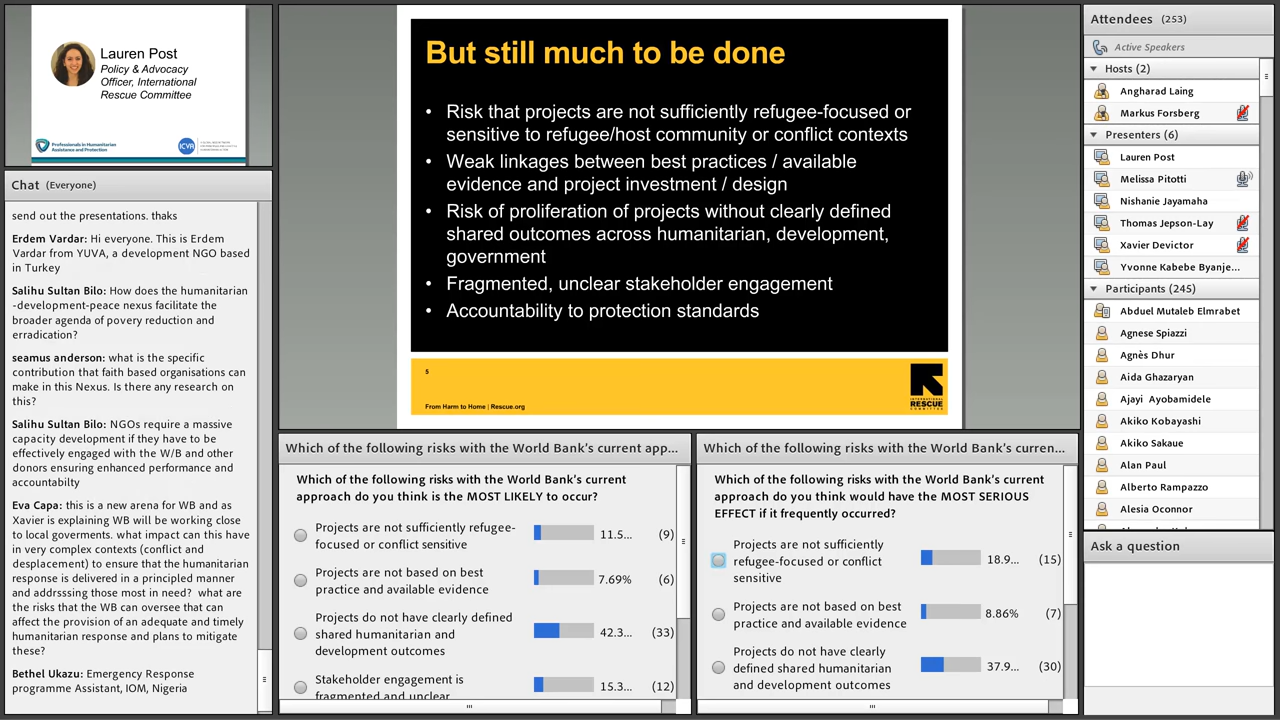 Lauren Post
Policy & Advocacy
Officer, International
Rescue Committee
Professionals in Humanitarian
Assistance and Protection
ICVA
Chat (Everyone)
send out the presentations. thaks
Erdem Vardar: Hi everyone. This is Erdem
Vardar from YUVA, a development NGO based
in Turkey
Salihu Sultan Bilo: How does the humanitarian
-development-peace nexus facilitate the
broader agenda of povery reduction and
erradication?
seamus anderson: what is the specific
contribution that faith based organisations can
make in this Nexus. Is there any research on
this?
Salihu Sultan Bilo: NGOs require a massive
capacity development if they have to be
effectively engaged with the W/B and other
donors ensuring enhanced performance and
accountabilty
Eva Capa: this is a new arena for WB and as
Xavier is explaining WB will be working close
to local goverments. what impact can this have
in very complex contexts (conflict and
displacement) to ensure that the humanitarian
response is delivered in a principled manner
and addrsssing those most in need? what are
the risks that the WB can oversee that can
affect the provision of an adequate and timely
humanitarian response and plans to mitigate
these?
Bethel Ukazu: Emergency Response
programme Assistant, IOM, Nigeria
But still much to be done
• Risk that projects are not sufficiently refugee-focused or
sensitive to refugee/host community or conflict contexts
• Weak linkages between best practices / available
evidence and project investment / design
• Risk of proliferation of projects without clearly defined
shared outcomes across humanitarian, development,
government
• Fragmented, unclear stakeholder engagement
• Accountability to protection standards
5
From Harm to Home | Rescue.org
INTERNATIONAL
RESCUE
COMMITTEE
Which of the following risks with the World Bank's current app...
Which of the following risks with the World Bank's current
approach do you think is the MOST LIKELY to occur?
Projects are not sufficiently refugee-
focused or conflict sensitive
11.5... (9)
Projects are not based on best
practice and available evidence
7.69% (6)
Projects do not have clearly defined
shared humanitarian and
development outcomes
42.3... (33)
Stakeholder engagement is
fragmented and unclear
15.3... (12)
Which of the following risks with the World Bank's curren...
Which of the following risks with the World Bank's current
approach do you think would have the MOST SERIOUS
EFFECT if it frequently occurred?
Projects are not sufficiently
refugee-focused or conflict
sensitive
18.9... (15)
Projects are not based on best
practice and available evidence
8.86% (7)
Projects do not have clearly
defined shared humanitarian
and development outcomes
37.9... (30)
Attendees (253)
Active Speakers
Hosts (2)
Angharad Laing
Markus Forsberg
Presenters (6)
Lauren Post
Melissa Pitotti
Nishanie Jayamaha
Thomas Jepson-Lay
Xavier Devictor
Yvonne Kabebe Byanje...
Participants (245)
Abduel Mutaleb Elmrabet
Agnese Spiazzi
Agnès Dhur
Aida Ghazaryan
Ajayi Ayobamidele
Akiko Kobayashi
Akiko Sakaue
Alan Paul
Alberto Rampazzo
Alesia Oconnor
Ask a question